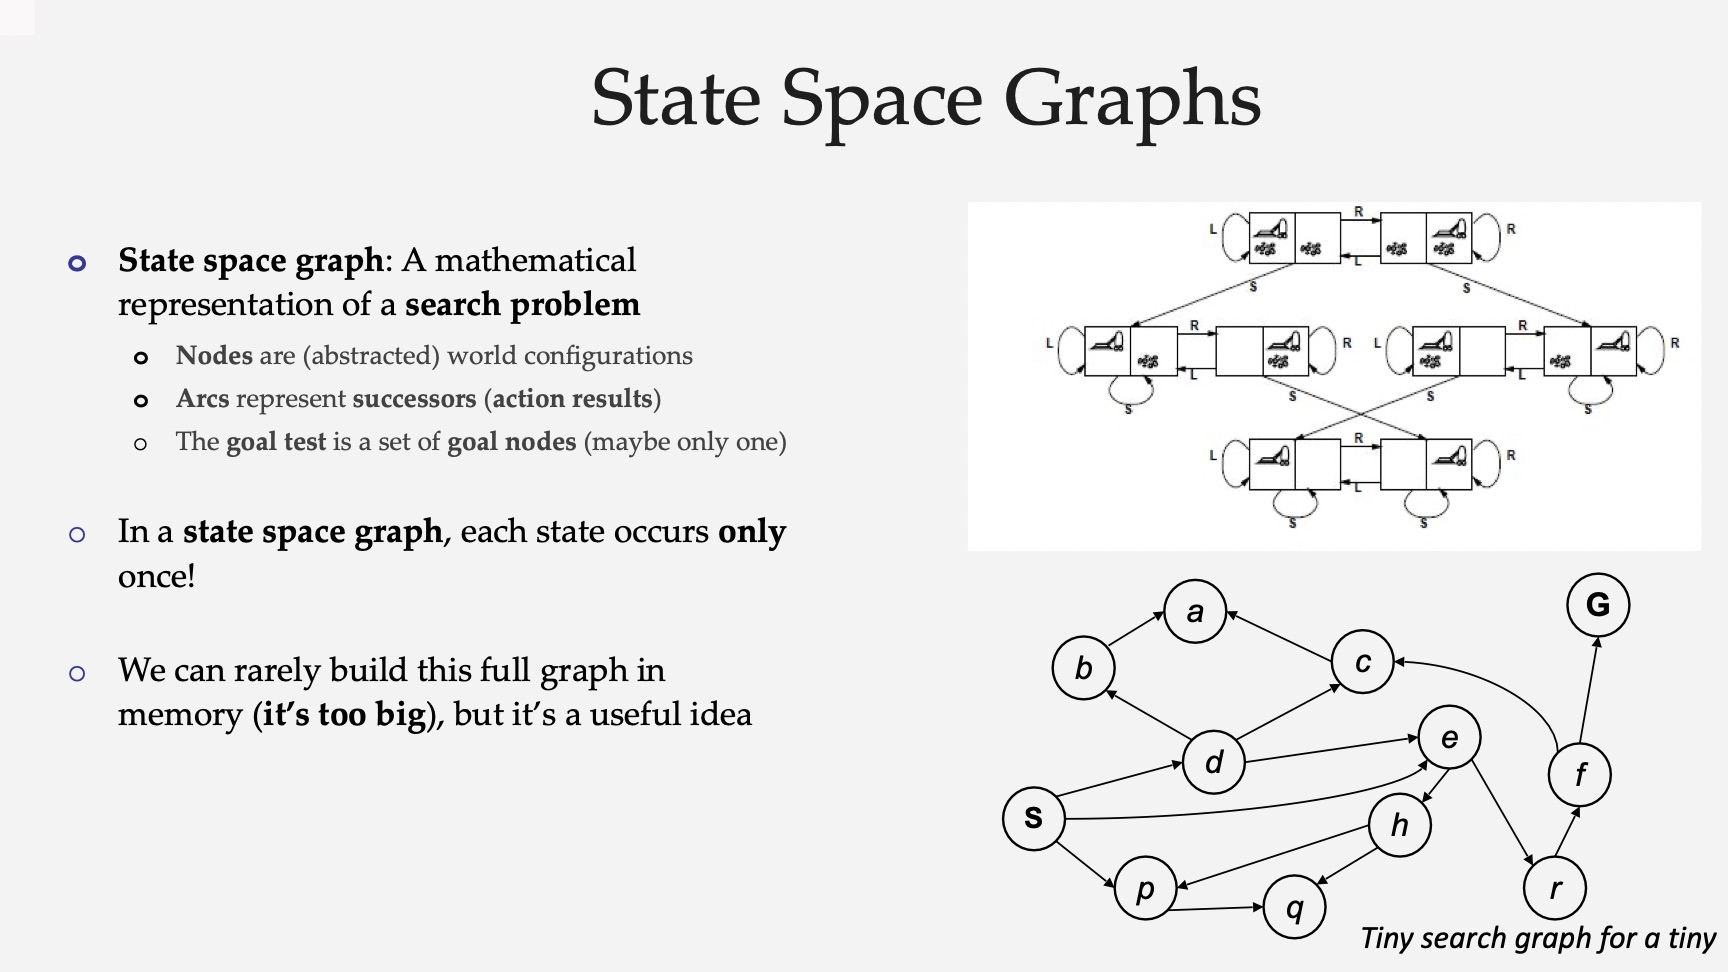 State Space Graphs
State space graph: A mathematical
representation of a search problem
Nodes are (abstracted) world configurations
Arcs represent successors (action results)
The goal test is a set of goal nodes (maybe only one)
In a state space graph, each state occurs only
once!
We can rarely build this full graph in
memory (it's too big), but it's a useful idea
R
L
R
L
S
S
R
R
L
R
L
R
L
L
S
S
S
S
R
L
R
L
S
S
a
G
b
c
d
e
f
S
h
p
q
r
Tiny search graph for a tiny